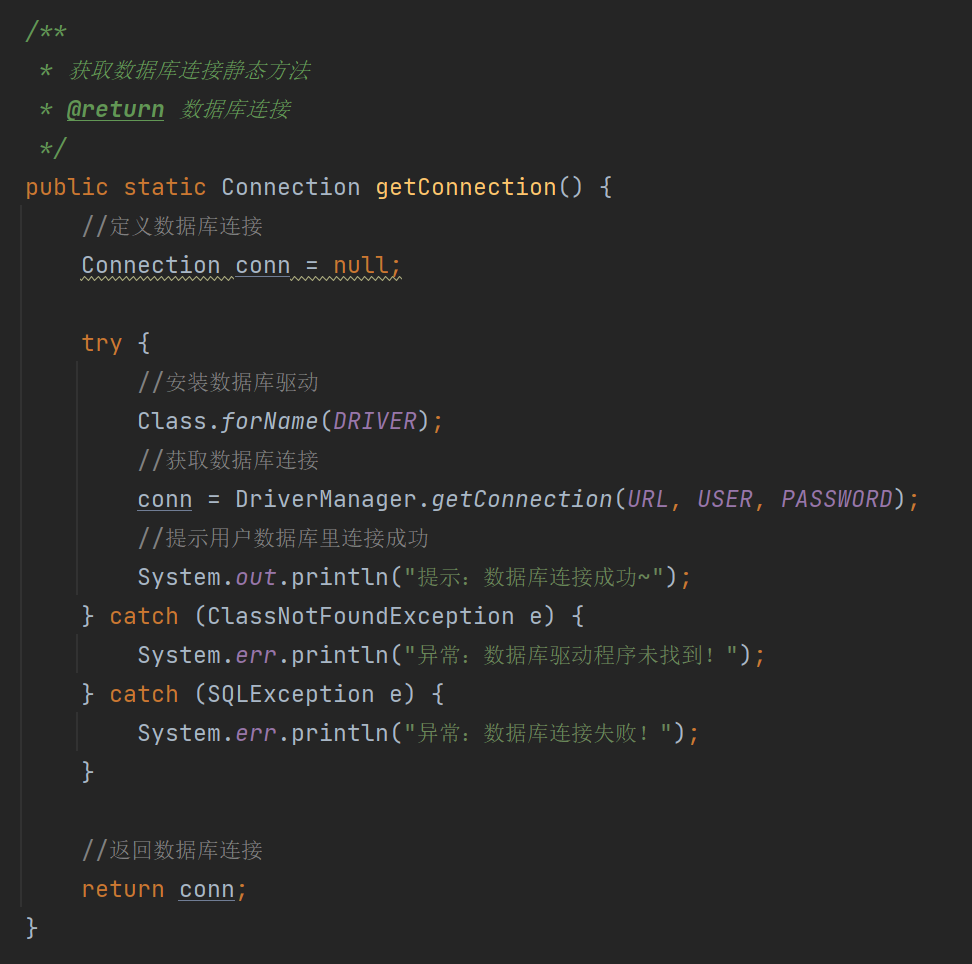 /**
 * 获取数据库连接静态方法
 * @return 数据库连接
 */
public static Connection getConnection() {
    //定义数据库连接
    Connection conn = null;
    try {
        //安装数据库驱动
        Class.forName(DRIVER);
        //获取数据库连接
        conn = DriverManager.getConnection(URL, USER, PASSWORD);
        //提示用户数据库里连接成功
        System.out.println("提示：数据库连接成功~");
    } catch (ClassNotFoundException e) {
        System.err.println("异常：数据库驱动程序未找到！");
    } catch (SQLException e) {
        System.err.println("异常：数据库连接失败！");
    }
    //返回数据库连接
    return conn;
}